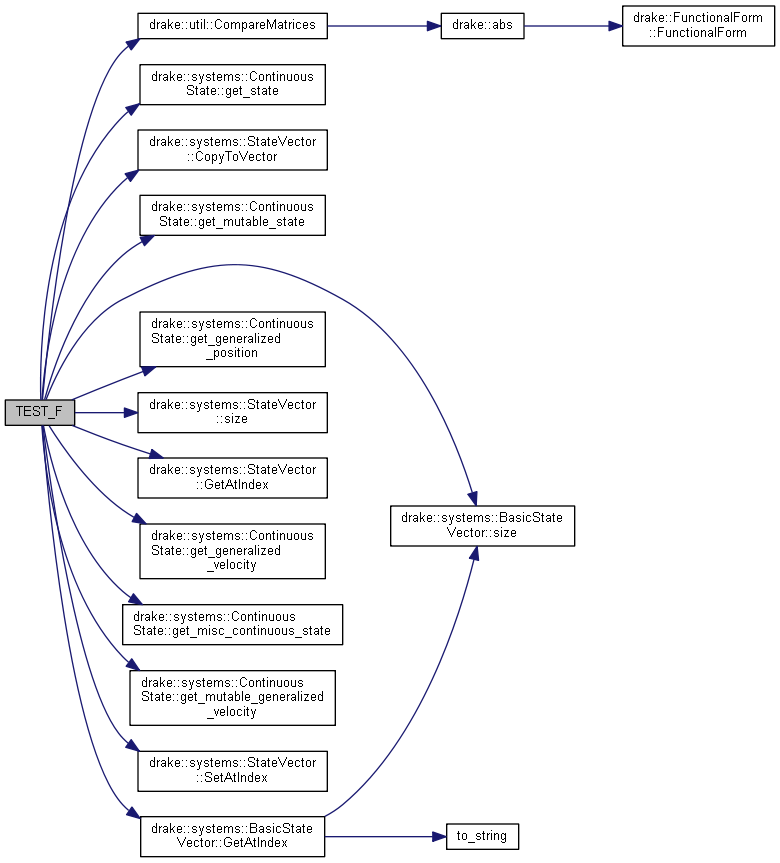 drake::util::CompareMatrices
drake::abs
drake::FunctionalForm
::FunctionalForm
drake::systems::Continuous
State::get_state
drake::systems::StateVector
::CopyToVector
drake::systems::Continuous
State::get_mutable_state
drake::systems::Continuous
State::get_generalized
_position
TEST_F
drake::systems::StateVector
::size
drake::systems::StateVector
::GetAtIndex
drake::systems::BasicState
Vector::size
drake::systems::Continuous
State::get_generalized
_velocity
drake::systems::Continuous
State::get_misc_continuous_state
drake::systems::Continuous
State::get_mutable_generalized
_velocity
drake::systems::StateVector
::SetAtIndex
drake::systems::BasicState
Vector::GetAtIndex
to_string